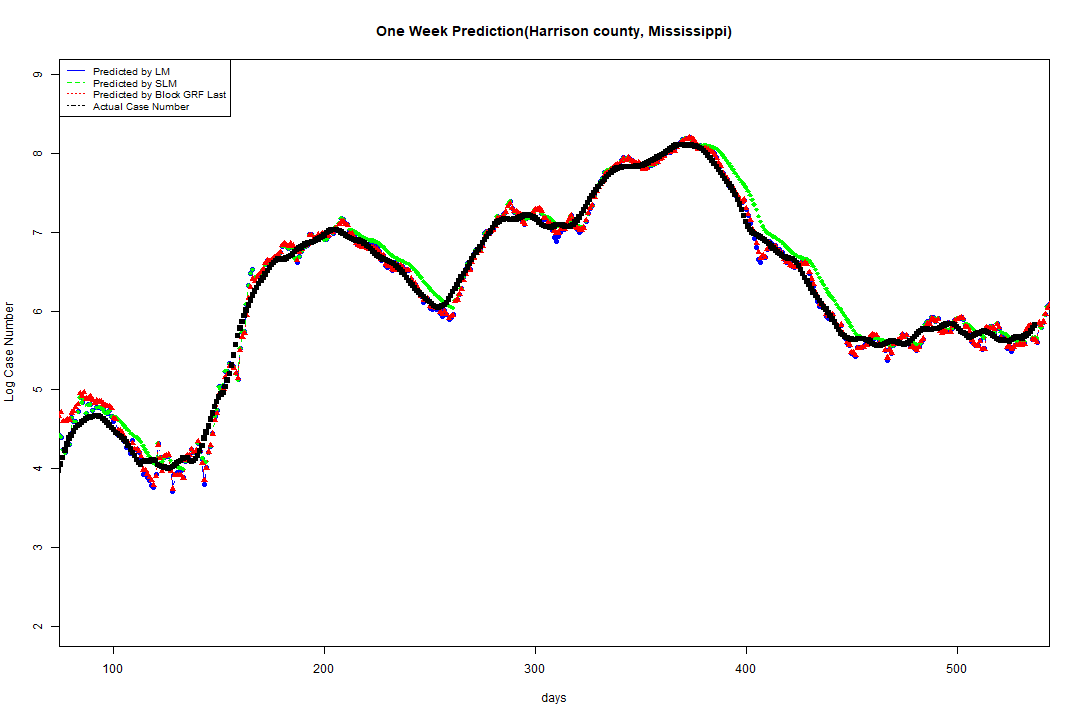 One Week Prediction(Harrison county, Mississippi)
Predicted by LM
Predicted by SLM
Predicted by Block GRF Last
Actual Case Number
Log Case Number
9
8
7
6
5
4
3
2
100 200 300 400 500
days